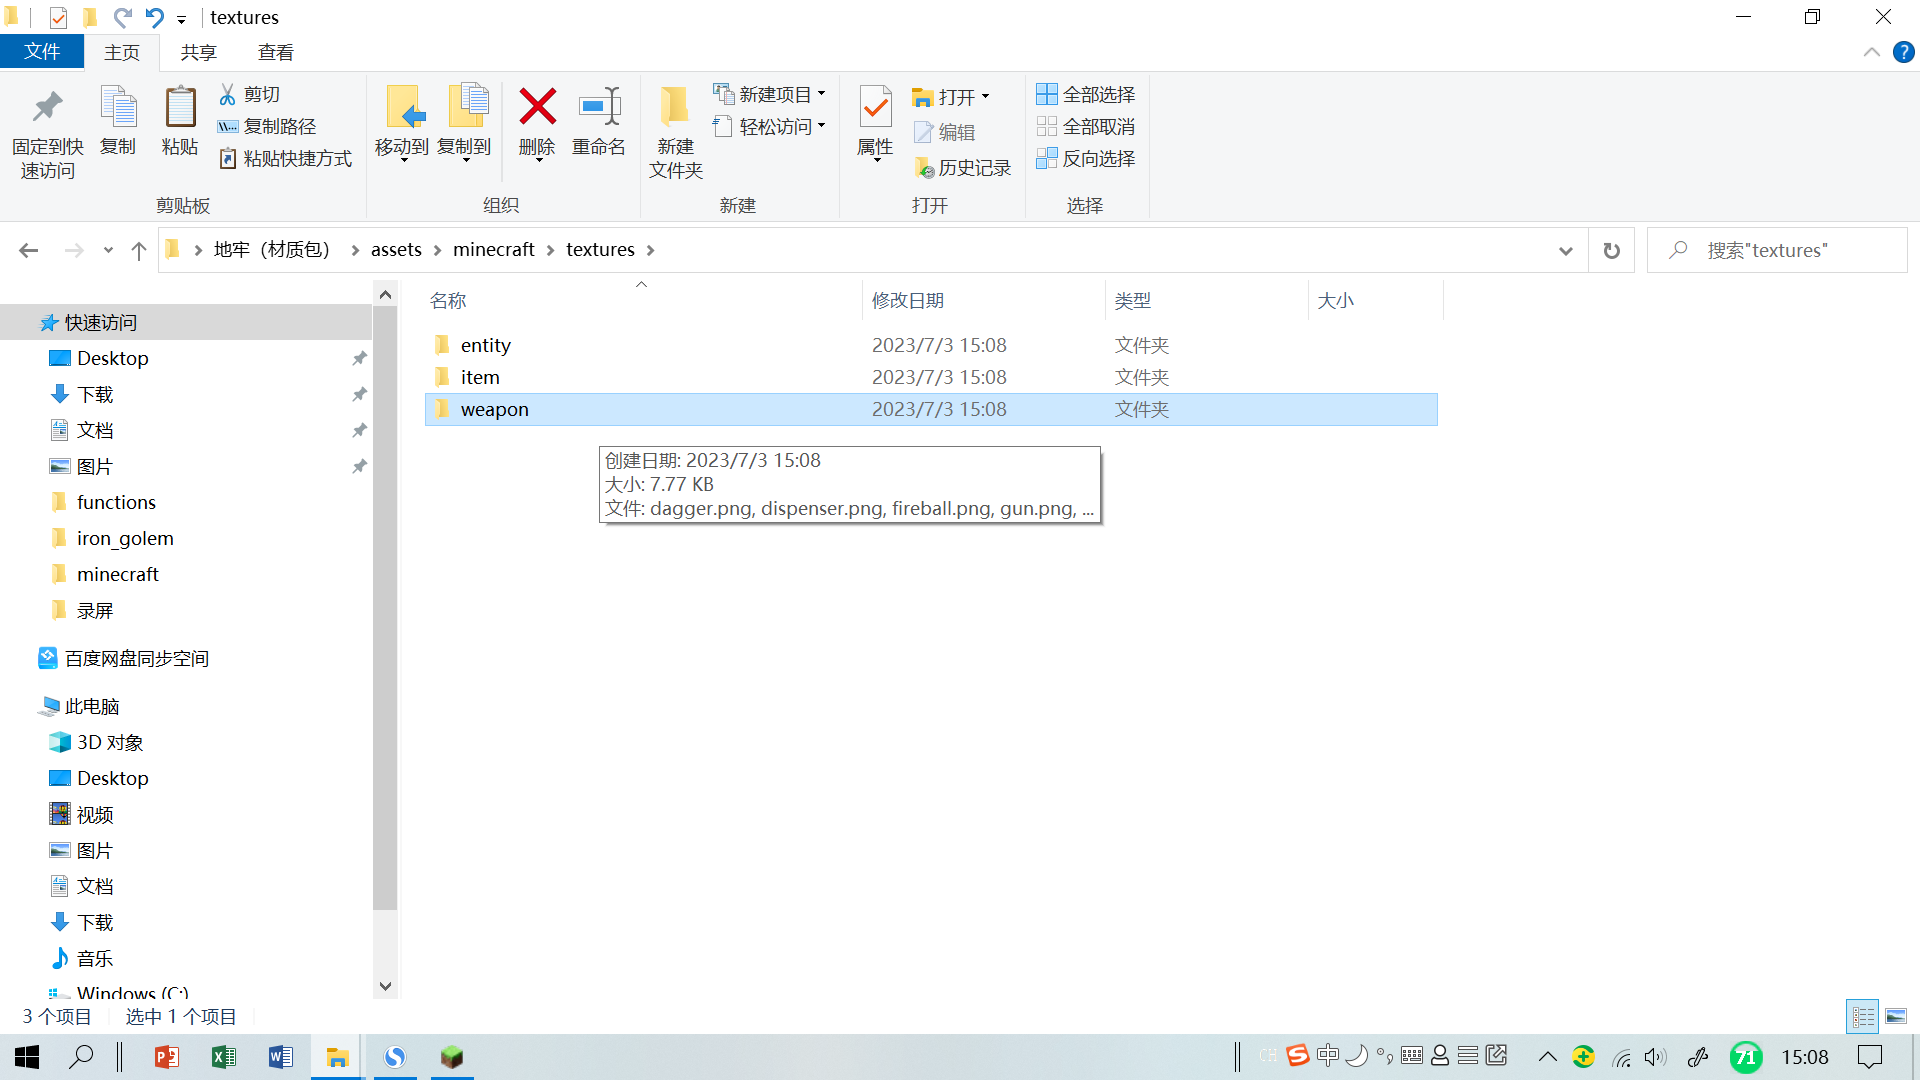 textures
文件
主页
共享
查看
固定到快
速访问
复制
粘贴
剪切
复制路径
粘贴快捷方式
剪贴板
移动到
复制到
删除
重命名
组织
新建
文件夹
新建项目
轻松访问
新建
属性
打开
编辑
历史记录
打开
全部选择
全部取消
反向选择
选择
地牢（材质包）
assets
minecraft
textures
搜索"textures"
快速访问
Desktop
下载
文档
图片
functions
iron_golem
minecraft
录屏
百度网盘同步空间
此电脑
3D 对象
Desktop
视频
图片
文档
下载
音乐
Windows (C:)
名称
修改日期
类型
大小
entity
2023/7/3 15:08
文件夹
item
2023/7/3 15:08
文件夹
weapon
2023/7/3 15:08
文件夹
创建日期: 2023/7/3 15:08
大小: 7.77 KB
文件: dagger.png, dispenser.png, fireball.png, gun.png, ...
3 个项目
选中 1 个项目
CH
中
71
15:08